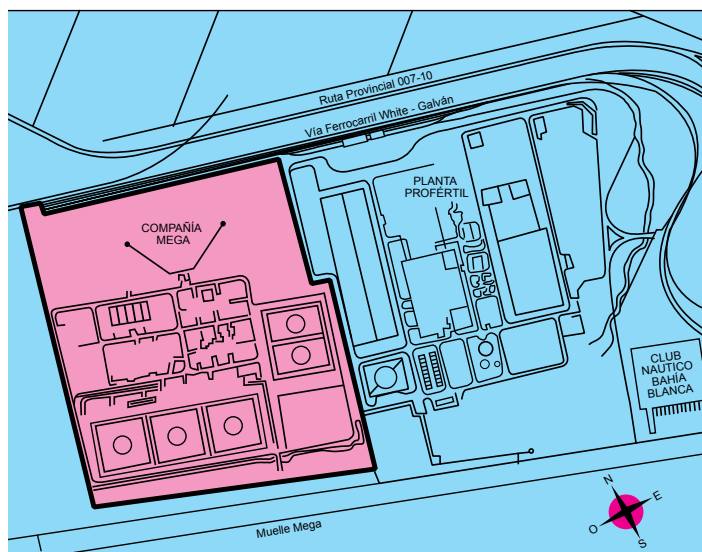 Ruta Provincial 007-10
Vía Ferrocarril White - Galván
PLANTA
PROFÉRTIL
COMPAÑÍA
MEGA
CLUB
NAUTICO
BAHÍA
BLANCA
Muelle Mega
N
E
O
S